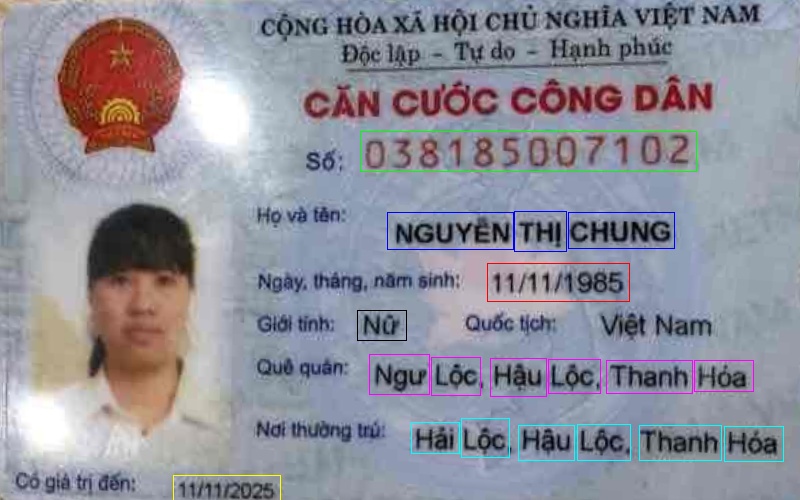 CỘNG HÒA XÃ HỘI CHỦ NGHĨA VIỆT NAM
Độc lập - Tự do - Hạnh phúc
CĂN CƯỚC CÔNG DÂN
Số: 038185007102
Họ và tên: NGUYỄN THỊ CHUNG
Ngày, tháng, năm sinh: 11/11/1985
Giới tính: Nữ Quốc tịch: Việt Nam
Quê quán: Ngư Lộc, Hậu Lộc, Thanh Hóa
Nơi thường trú: Hải Lộc, Hậu Lộc, Thanh Hóa
Có giá trị đến: 11/11/2025